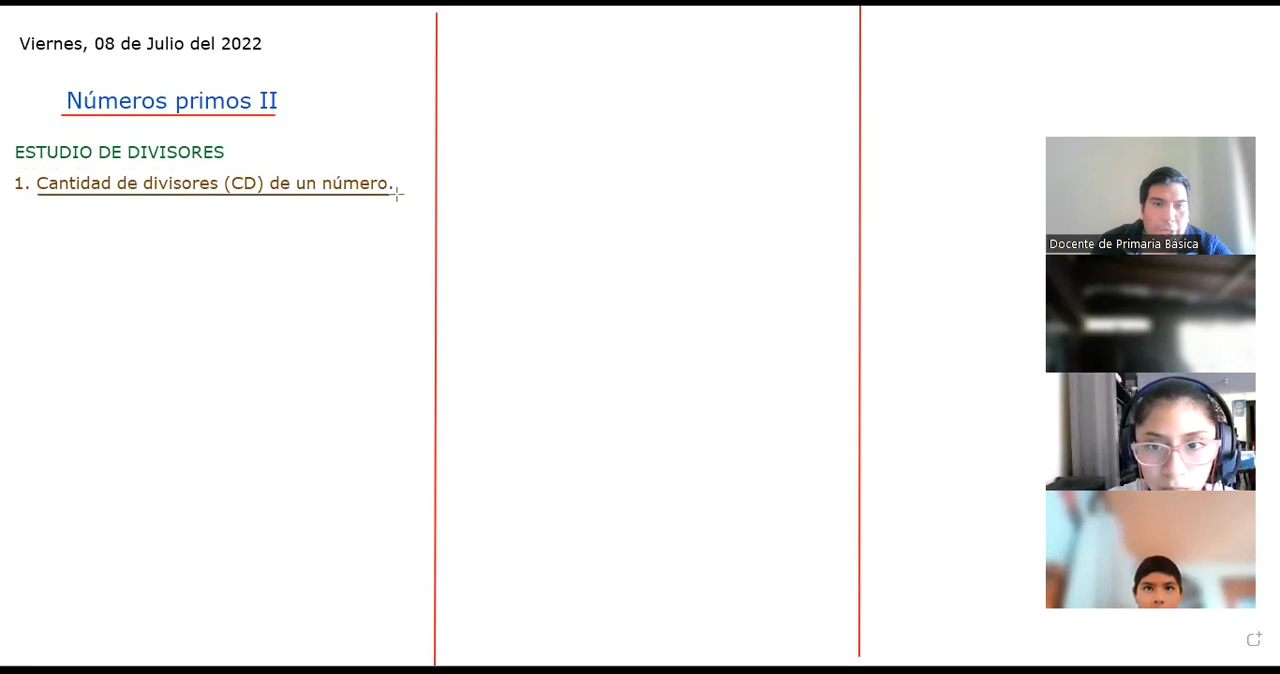 Viernes, 08 de Julio del 2022
Números primos II
ESTUDIO DE DIVISORES
1. Cantidad de divisores (CD) de un número.
Docente de Primaria Básica